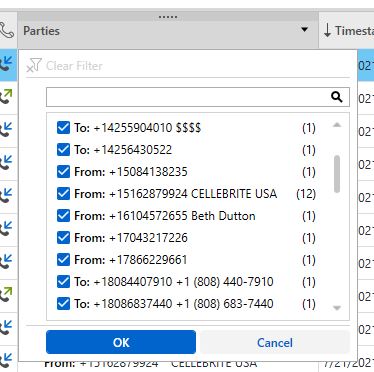 Parties
Timesta
Clear Filter
To: +14255904010 $$$$ (1)
To: +14256430522 (1)
From: +15084138235 (1)
From: +15162879924 CELLEBRITE USA (12)
From: +16104572655 Beth Dutton (1)
From: +17043217226 (1)
From: +17866229661 (1)
To: +18084407910 +1 (808) 440-7910 (1)
To: +18086837440 +1 (808) 683-7440 (1)
OK Cancel
From: +15162879924 CELLEBRITE USA 7/21/202